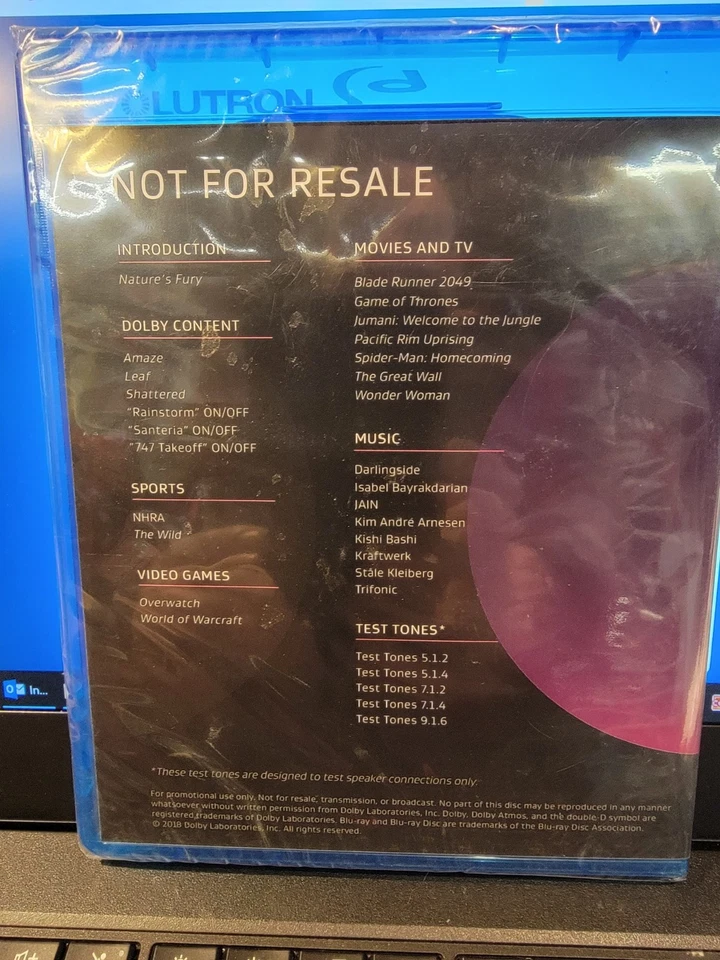 LUTRON
NOT FOR RESALE
INTRODUCTION
Nature's Fury
DOLBY CONTENT
Amaze
Leaf
Shattered
"Rainstorm" ON/OFF
"Santeria" ON/OFF
"747 Takeoff" ON/OFF
SPORTS
NHRA
The Wild
VIDEO GAMES
Overwatch
World of Warcraft
MOVIES AND TV
Blade Runner 2049
Game of Thrones
Jumani: Welcome to the Jungle
Pacific Rim Uprising
Spider-Man: Homecoming
The Great Wall
Wonder Woman
MUSIC
Darlingside
Isabel Bayrakdarian
JAIN
Kim André Arnesen
Kishi Bashi
Kraftwerk
Ståle Kleiberg
Trifonic
TEST TONES*
Test Tones 5.1.2
Test Tones 5.1.4
Test Tones 7.1.2
Test Tones 7.1.4
Test Tones 9.1.6
*These test tones are designed to test speaker connections only.
For promotional use only. Not for resale, transmission, or broadcast. No part of this disc may be reproduced in any manner
whatsoever without written permission from Dolby Laboratories, Inc. Dolby, Dolby Atmos, and the double-D symbol are
registered trademarks of Dolby Laboratories. Blu-ray and Blu-ray Disc are trademarks of the Blu-ray Disc Association.
© 2018 Dolby Laboratories, Inc. All rights reserved.
In...